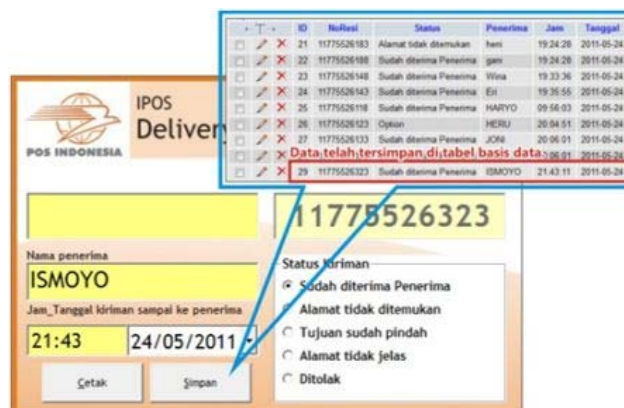 ID NoResi Status Penerima Jam Tanggal
21 11775526183 Alamat tidak ditemukan heni 19:24:28 2011-05-24
22 11775526188 Sudah diterima Penerima gani 19:24:28 2011-05-24
23 11775526148 Sudah diterima Penerima Wina 19:33:36 2011-05-24
24 11775526143 Sudah diterima Penerima Eri 19:35:55 2011-05-24
25 11775526118 Sudah diterima Penerima HARYO 09:56:03 2011-05-24
26 11775526123 Option HERU 20:04:51 2011-05-24
27 11775526133 Sudah diterima Penerima JONI 20:06:01 2011-05-24
Data telah tersimpan di tabel basis data.
29 11775526323 Sudah diterima Penerima ISMOYO 21:43:11 2011-05-24
POS INDONESIA
IPOS
Deliver
11775526323
Nama penerima
ISMOYO
Jam_Tanggal kiriman sampai ke penerima
21:43 24/05/2011
Cetak Simpan
Status Kiriman
Sudah diterima Penerima
Alamat tidak ditemukan
Tujuan sudah pindah
Alamat tidak jelas
Ditolak